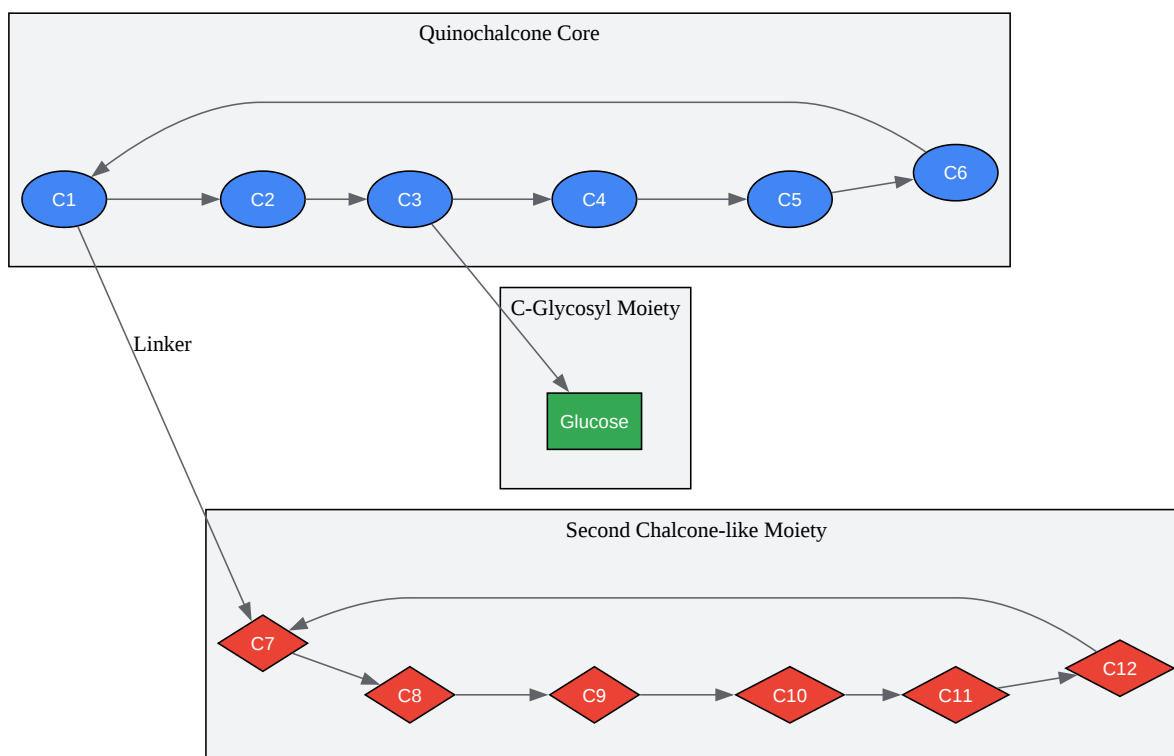 Quinochalcone Core
C1
C2
C3
C4
C5
C6
C-Glycosyl Moiety
Linker
Glucose
Second Chalcone-like Moiety
C7
C8
C9
C10
C11
C12